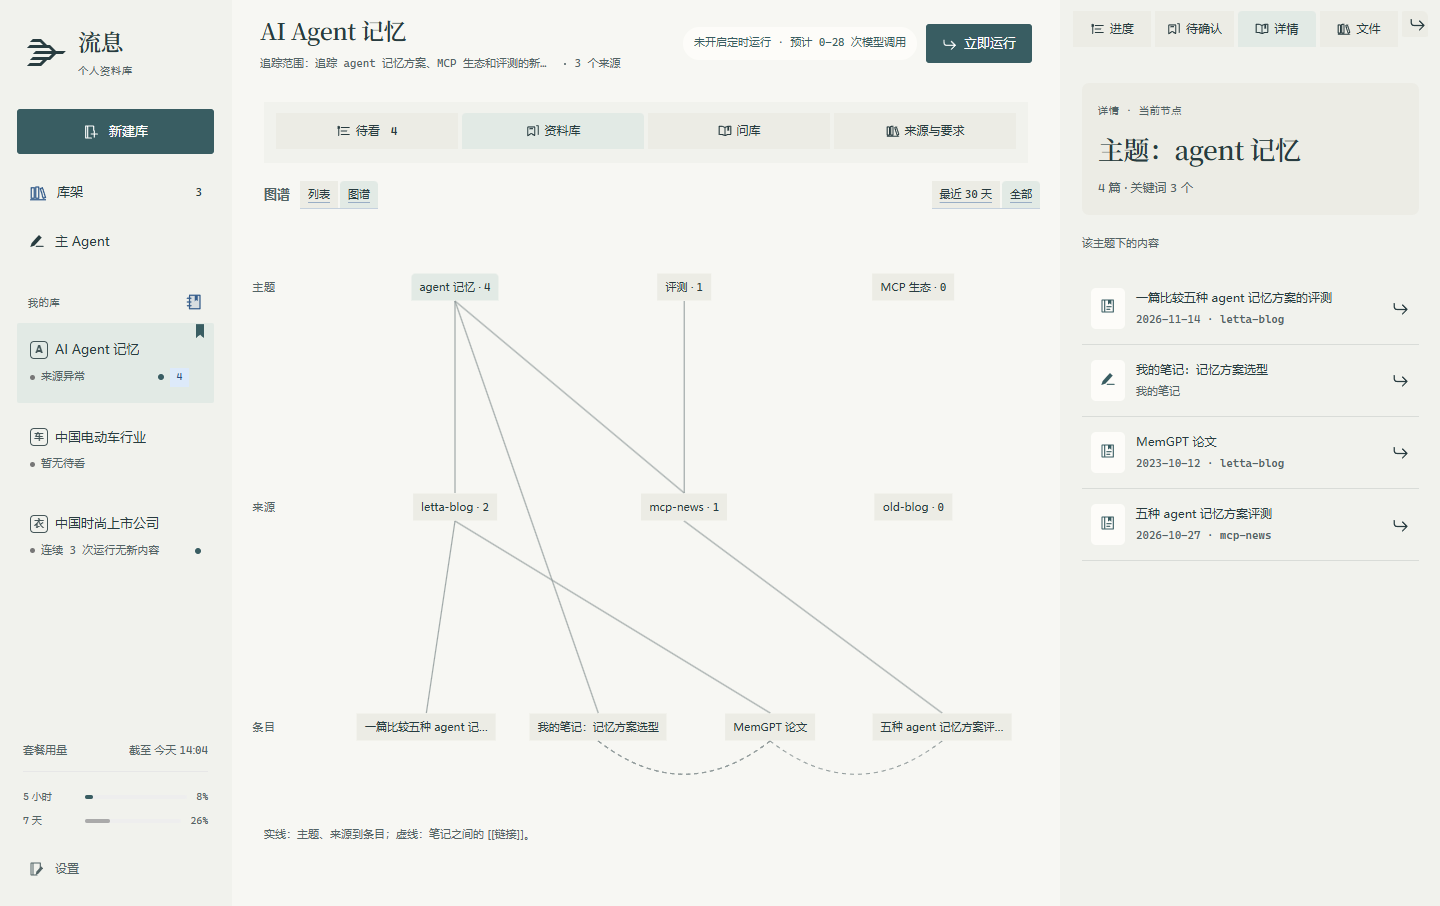 流息
个人资料库
新建库
库架 3
主 Agent
我的库
A AI Agent 记忆
来源异常 4
车 中国电动车行业
暂无待看
衣 中国时尚上市公司
连续 3 次运行无新内容
套餐用量 截至 今天 14:04
5 小时 8%
7 天 26%
设置
AI Agent 记忆
追踪范围：追踪 agent 记忆方案、MCP 生态和评测的新… · 3 个来源
未开启定时运行 · 预计 0–28 次模型调用
立即运行
待看 4
资料库
问库
来源与要求
图谱 列表 图谱
最近 30 天 全部
主题 agent 记忆 · 4 评测 · 1 MCP 生态 · 0
来源 letta-blog · 2 mcp-news · 1 old-blog · 0
条目 一篇比较五种 agent 记… 我的笔记：记忆方案选型 MemGPT 论文 五种 agent 记忆方案评…
实线：主题、来源到条目；虚线：笔记之间的 [[链接]]。
进度 待确认 详情 文件
详情 · 当前节点
主题：agent 记忆
4 篇 · 关键词 3 个
该主题下的内容
一篇比较五种 agent 记忆方案的评测
2026-11-14 · letta-blog
我的笔记：记忆方案选型
我的笔记
MemGPT 论文
2023-10-12 · letta-blog
五种 agent 记忆方案评测
2026-10-27 · mcp-news